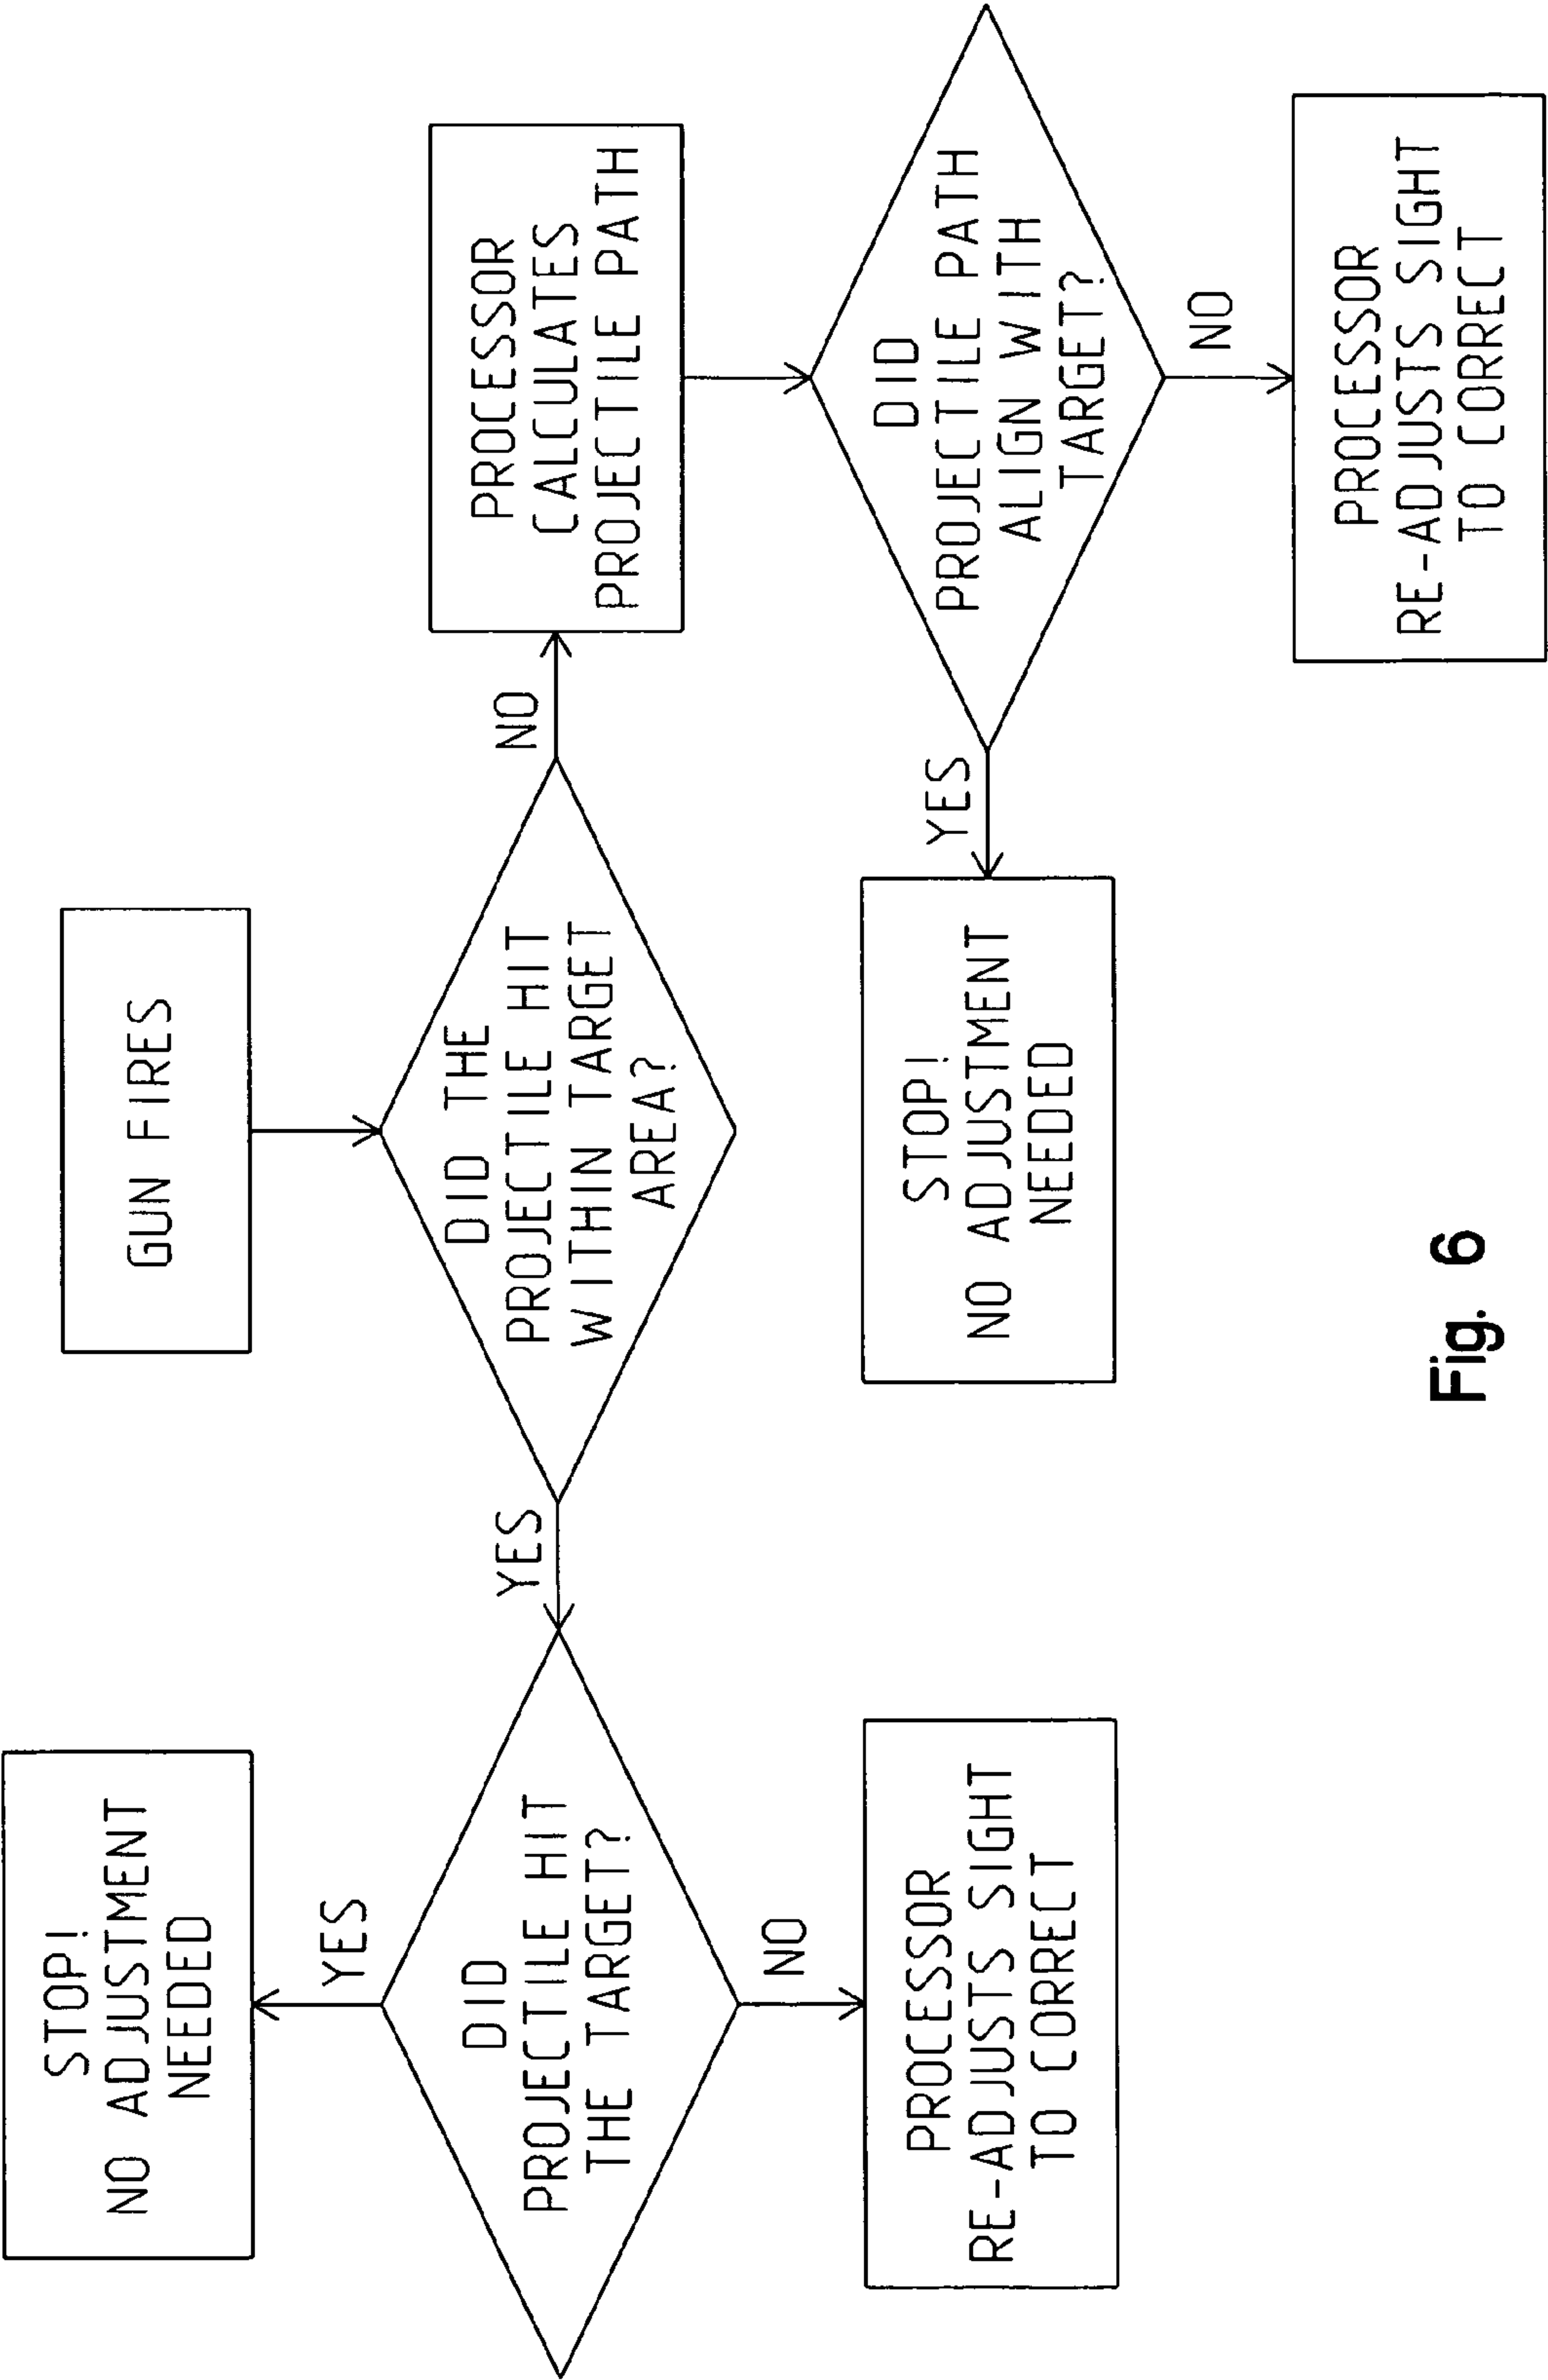 GUN FIRES
DID THE
PROJECTILE HIT
WITHIN TARGET
AREA?
YES
NO
STOP!
NO ADJUSTMENT
NEEDED
YES
DID
PROJECTILE HIT
THE TARGET?
NO
PROCESSOR
RE-ADJUSTS SIGHT
TO CORRECT
PROCESSOR
CALCULATES
PROJECTILE PATH
DID
PROJECTILE PATH
ALIGN WITH
TARGET?
YES
STOP!
NO ADJUSTMENT
NEEDED
NO
PROCESSOR
RE-ADJUSTS SIGHT
TO CORRECT
Fig. 6